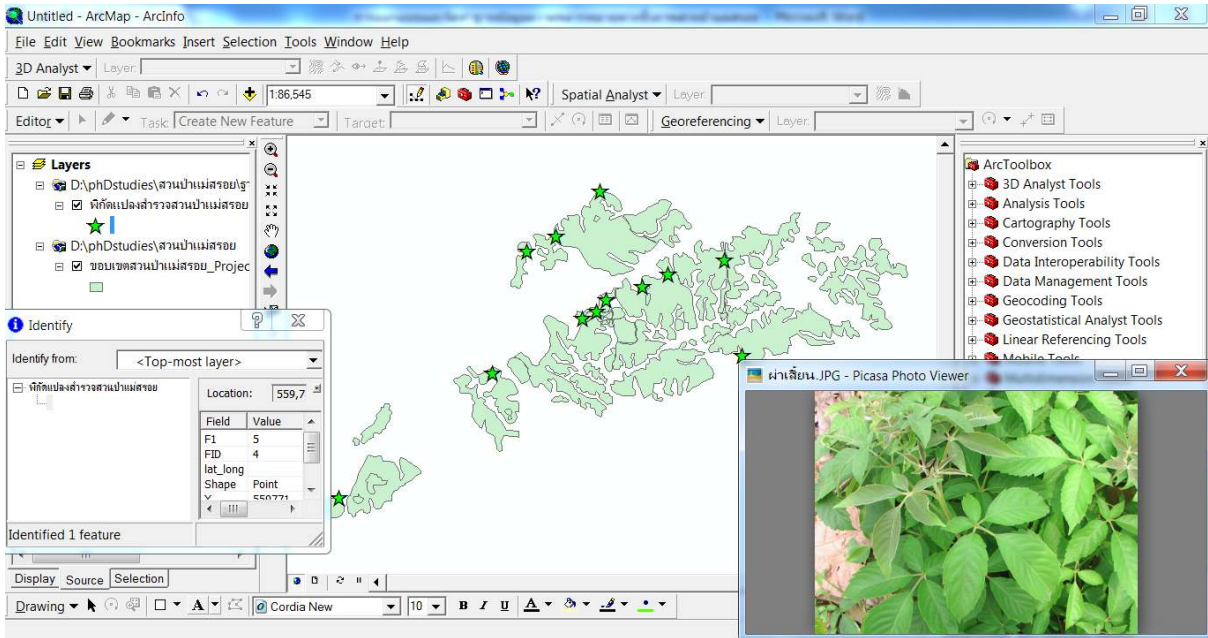 Untitled - ArcMap - ArcInfo
File Edit View Bookmarks Insert Selection Tools Window Help
3D Analyst Layer:
1:86,545 Spatial Analyst Layer:
Editor Task: Create New Feature Target: Georeferencing Layer:
Layers
D:\phDstudies\สวนป่าแม่สรอย\ฐา
พิกัดแปลงสำรวจสวนป่าแม่สรอย
D:\phDstudies\สวนป่าแม่สรอย
ขอบเขตสวนป่าแม่สรอย_Projec
ArcToolbox
3D Analyst Tools
Analysis Tools
Cartography Tools
Conversion Tools
Data Interoperability Tools
Data Management Tools
Geocoding Tools
Geostatistical Analyst Tools
Linear Referencing Tools
Mobile Tools
Identify
Identify from: <Top-most layer>
พิกัดแปลงสำรวจสวนป่าแม่สรอย
Location: 559,7
Field Value
F1 5
FID 4
lat_long
Shape Point
559771
Identified 1 feature
ผ่าเสี้ยน.JPG - Picasa Photo Viewer
Display Source Selection
Drawing A Cordia New 10 B I U A